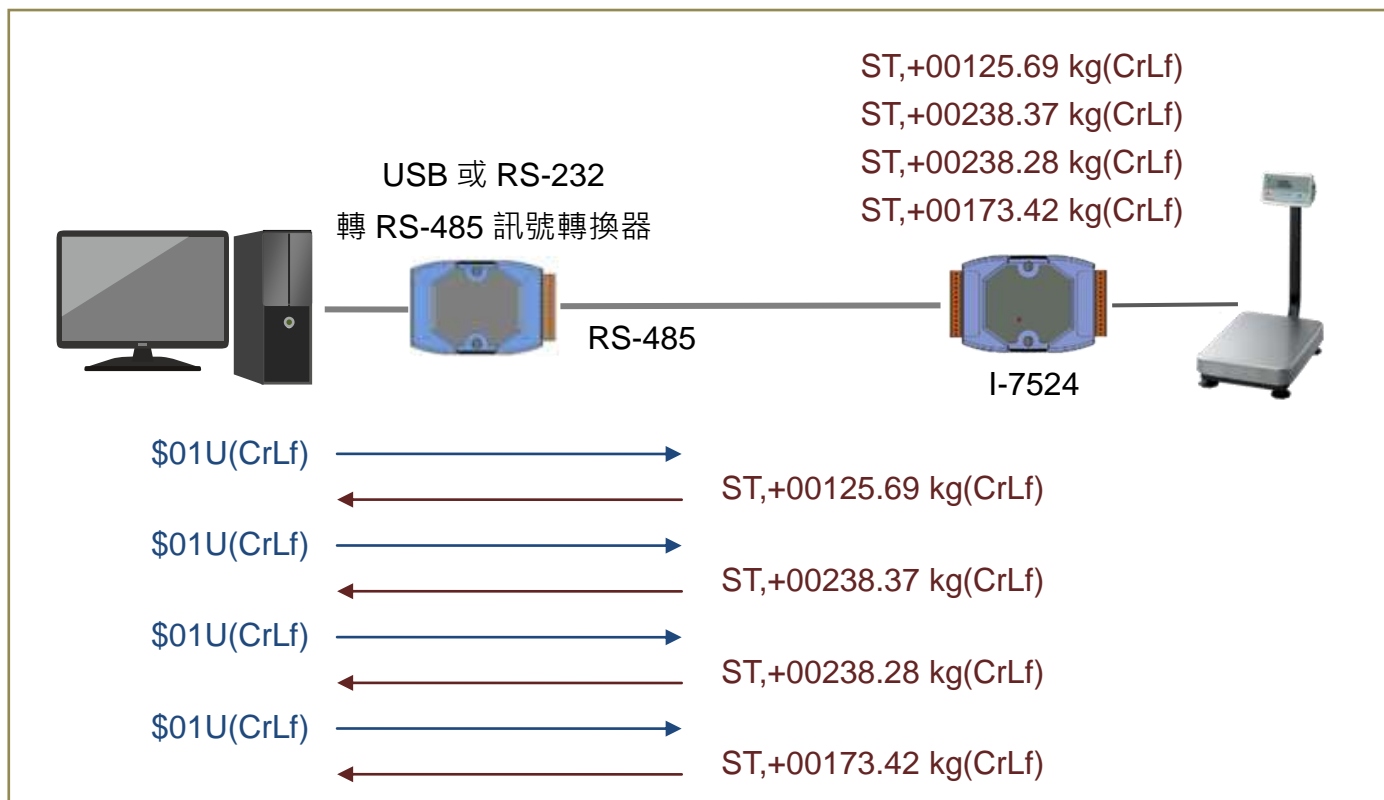 ST,+00125.69 kg(CrLf)
ST,+00238.37 kg(CrLf)
ST,+00238.28 kg(CrLf)
ST,+00173.42 kg(CrLf)
USB 或 RS-232
轉 RS-485 訊號轉換器
RS-485
I-7524
$01U(CrLf)
ST,+00125.69 kg(CrLf)
$01U(CrLf)
ST,+00238.37 kg(CrLf)
$01U(CrLf)
ST,+00238.28 kg(CrLf)
$01U(CrLf)
ST,+00173.42 kg(CrLf)